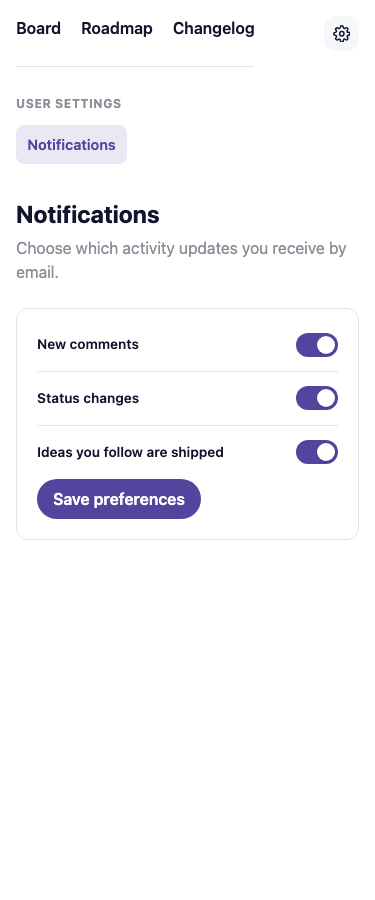 Board Roadmap Changelog
USER SETTINGS
Notifications
Notifications
Choose which activity updates you receive by
email.
New comments
Status changes
Ideas you follow are shipped
Save preferences